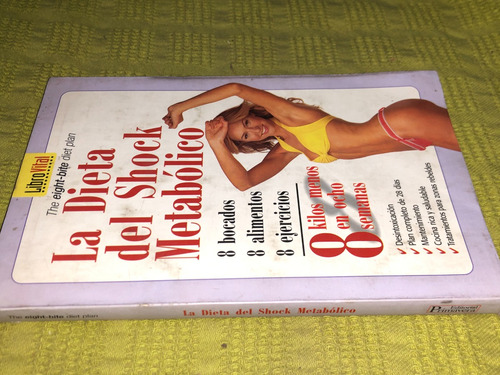 Libro Vital
The eight-bite diet plan
La Dieta
del Shock
Metabólico
8 bocados
8 alimentos
8 ejercicios
8 kilos menos
en ocho
semanas
Desintoxicación
Plan completo de 28 días
Mantenimiento
Cocina rica y saludable
Tratamientos para zonas rebeldes
The eight-bite diet plan
La Dieta del Shock Metabólico
Editorial
Primavera